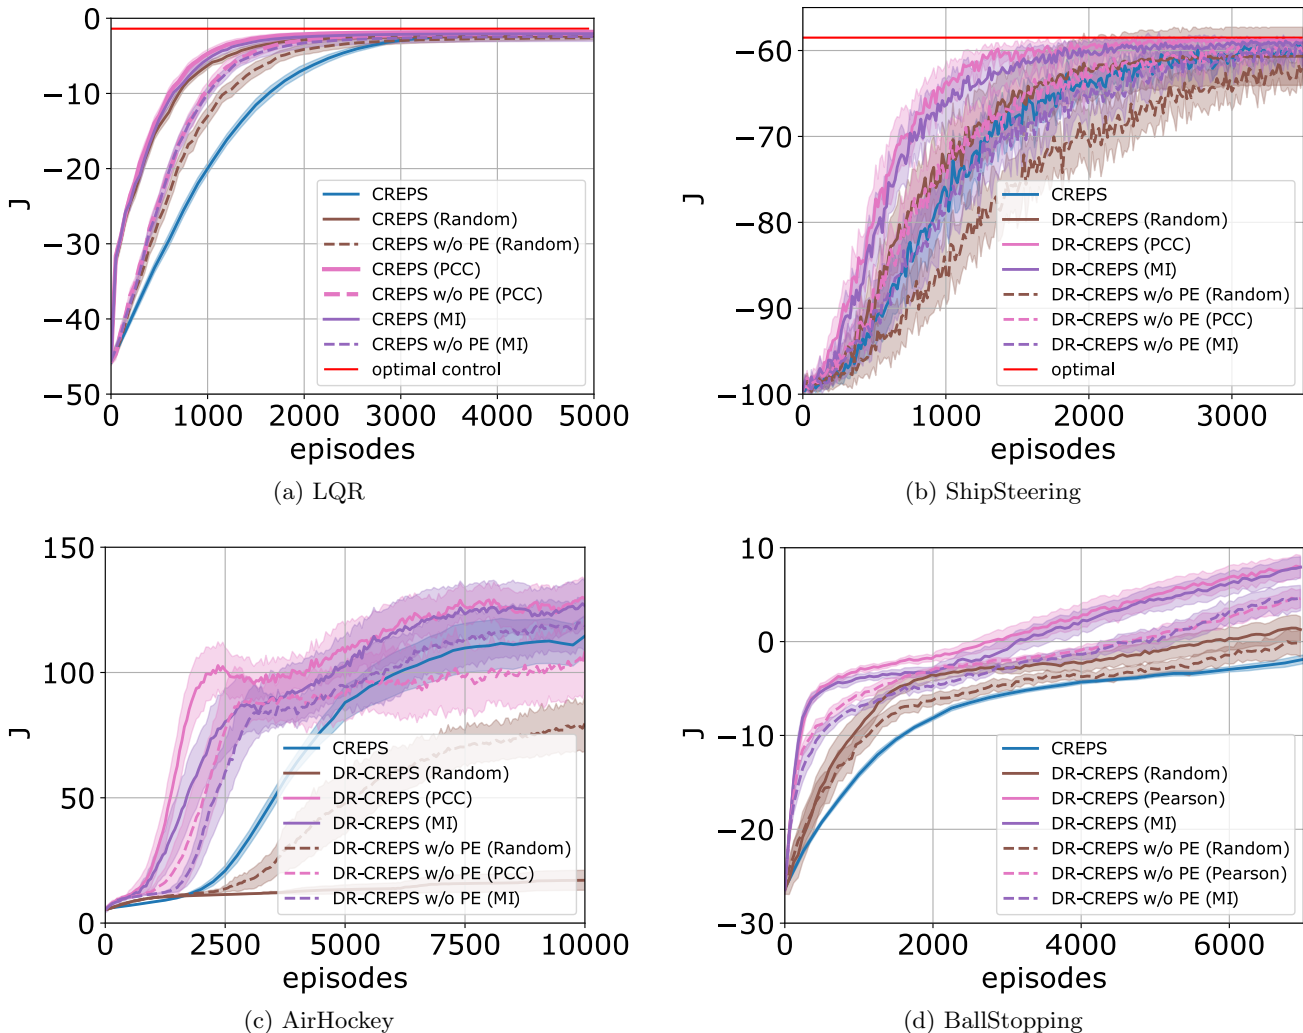 0
−10
−20
−30
−40
−50
J
0 1000 2000 3000 4000 5000
episodes
CREPS
CREPS (Random)
CREPS w/o PE (Random)
CREPS (PCC)
CREPS w/o PE (PCC)
CREPS (MI)
CREPS w/o PE (MI)
optimal control
(a) LQR
−60
−70
−80
−90
−100
J
0 1000 2000 3000
episodes
CREPS
DR-CREPS (Random)
DR-CREPS (PCC)
DR-CREPS (MI)
DR-CREPS w/o PE (Random)
DR-CREPS w/o PE (PCC)
DR-CREPS w/o PE (MI)
optimal
(b) ShipSteering
150
100
50
0
J
0 2500 5000 7500 10000
episodes
CREPS
DR-CREPS (Random)
DR-CREPS (PCC)
DR-CREPS (MI)
DR-CREPS w/o PE (Random)
DR-CREPS w/o PE (PCC)
DR-CREPS w/o PE (MI)
(c) AirHockey
10
0
−10
−20
−30
J
0 2000 4000 6000
episodes
CREPS
DR-CREPS (Random)
DR-CREPS (Pearson)
DR-CREPS (MI)
DR-CREPS w/o PE (Random)
DR-CREPS w/o PE (Pearson)
DR-CREPS w/o PE (MI)
(d) BallStopping